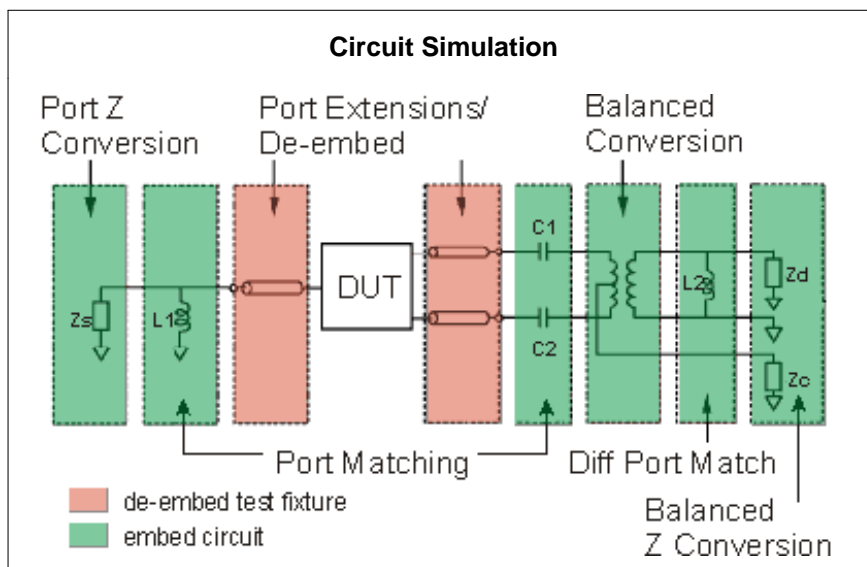 Circuit Simulation
Port Z
Conversion
Port Extensions/
De-embed
Balanced
Conversion
C1
Zs
L1
DUT
C2
L2
Zd
Zc
Port Matching
Diff Port Match
Balanced
Z Conversion
de-embed test fixture
embed circuit